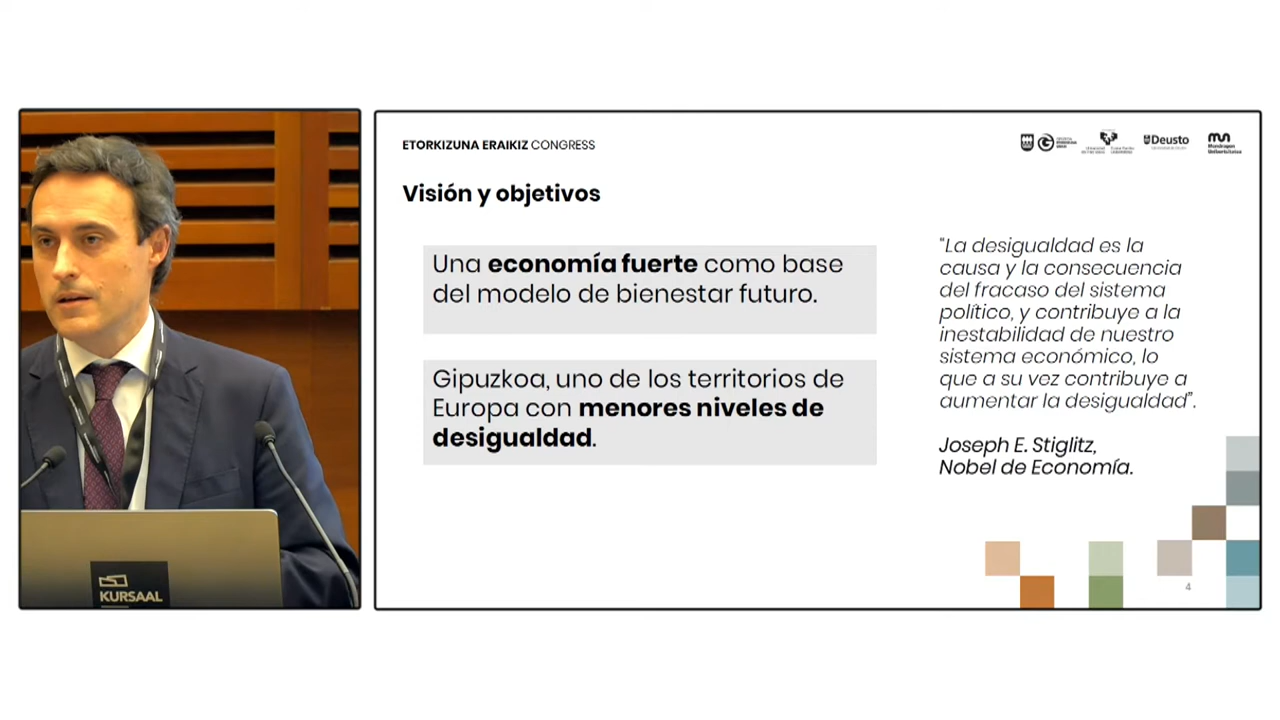 ETORKIZUNA ERAIKIZ CONGRESS
Deusto
Mondragon
Unibertsitatea
Visión y objetivos
Una economía fuerte como base
del modelo de bienestar futuro.
Gipuzkoa, uno de los territorios de
Europa con menores niveles de
desigualdad.
"La desigualdad es la
causa y la consecuencia
del fracaso del sistema
político, y contribuye a la
inestabilidad de nuestro
sistema económico, lo
que a su vez contribuye a
aumentar la desigualdad".
Joseph E. Stiglitz,
Nobel de Economía.
4
KURSAAL